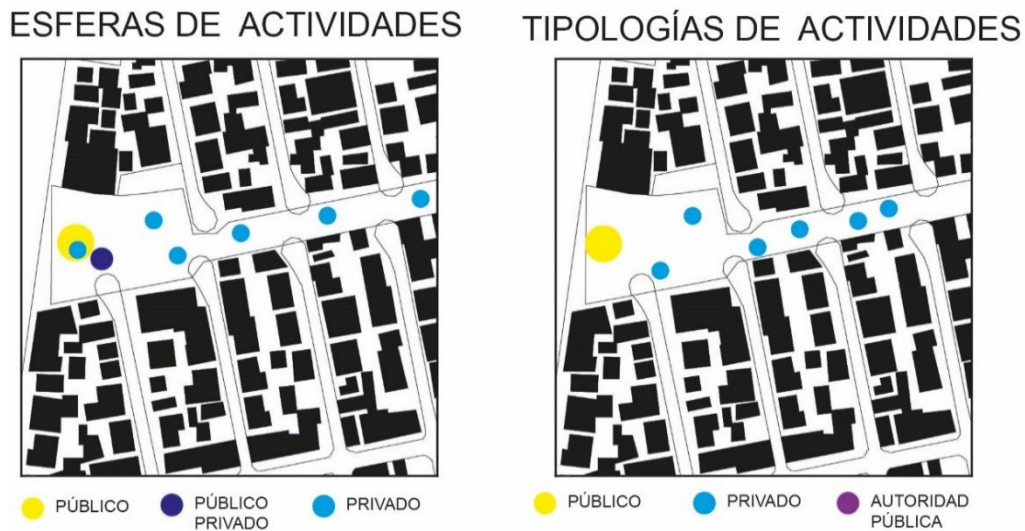 ESFERAS DE ACTIVIDADES
TIPOLOGÍAS DE ACTIVIDADES
PÚBLICO
PÚBLICO
PRIVADO
PRIVADO
PÚBLICO
PRIVADO
AUTORIDAD
PÚBLICA